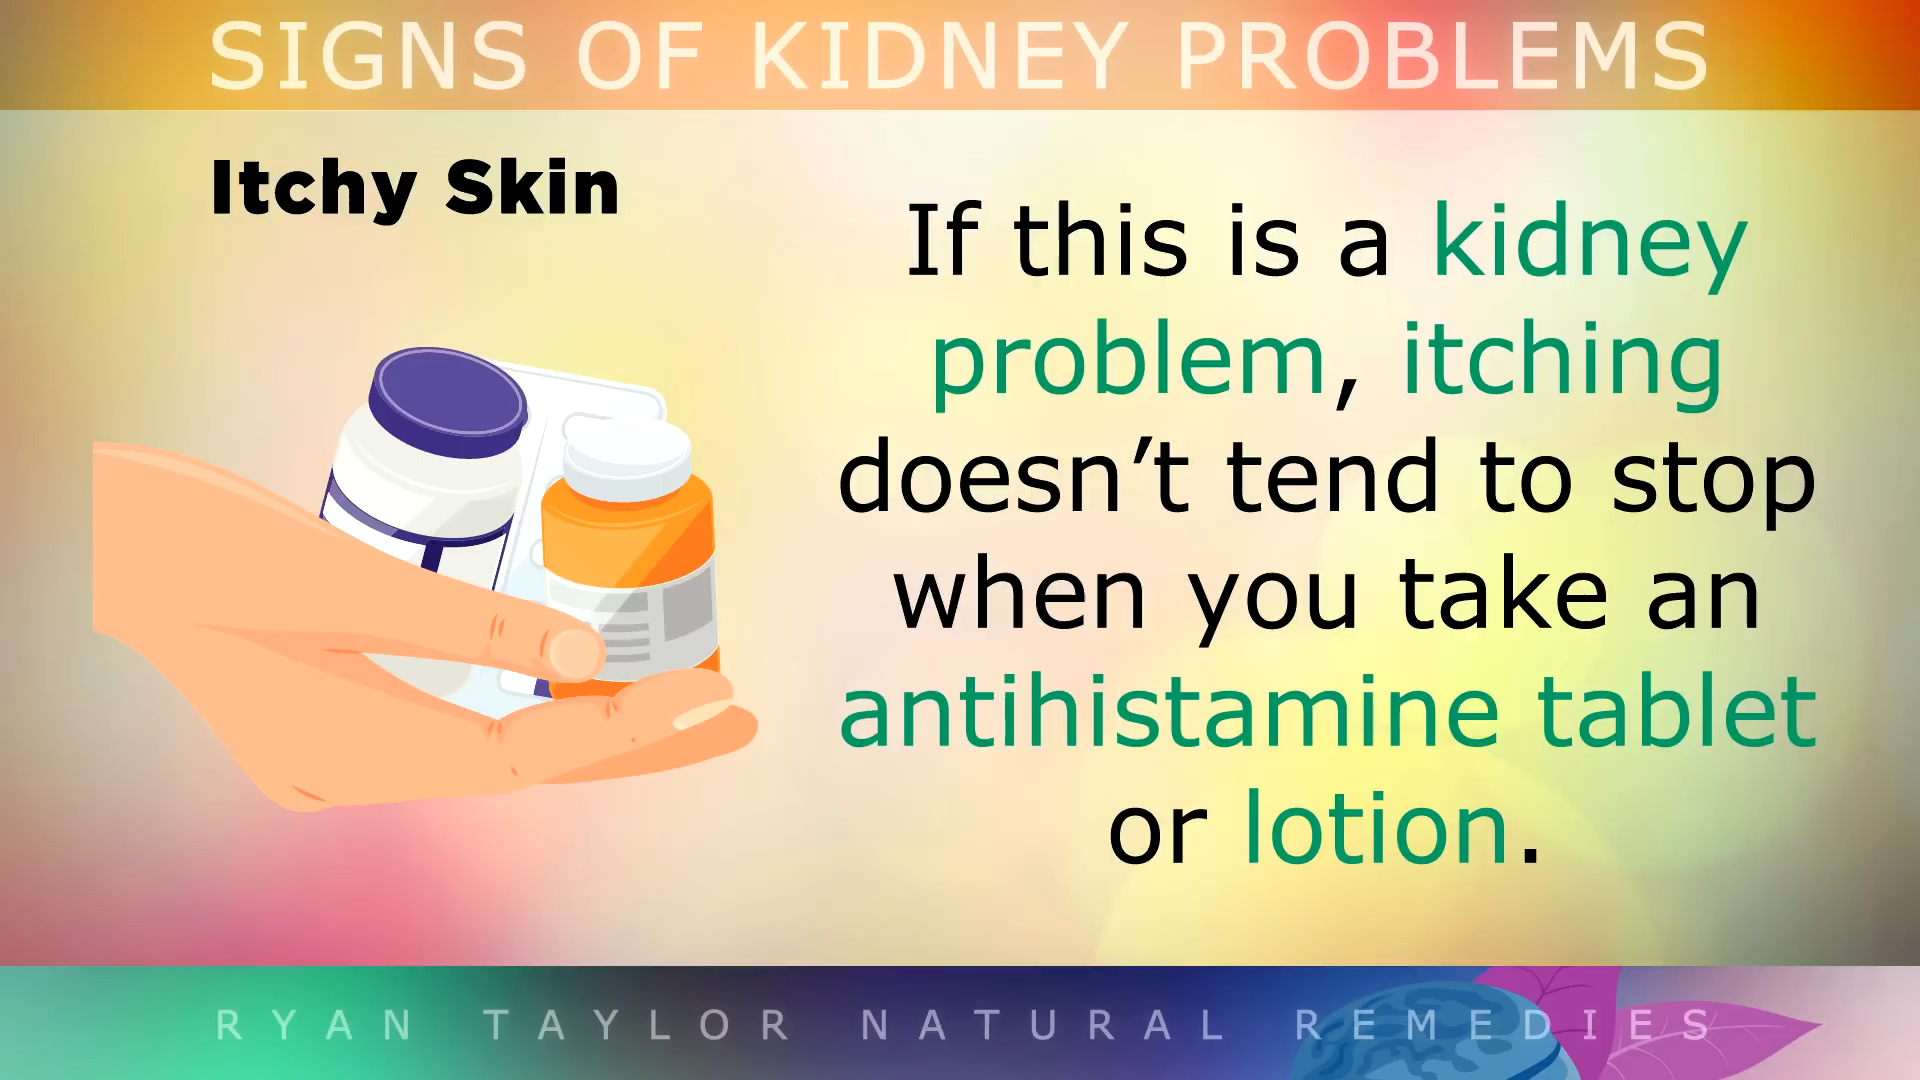 SIGNS OF KIDNEY PROBLEMS
Itchy Skin
If this is a kidney
problem, itching
doesn’t tend to stop
when you take an
antihistamine tablet
or lotion.
RYAN TAYLOR NATURAL REMEDIES